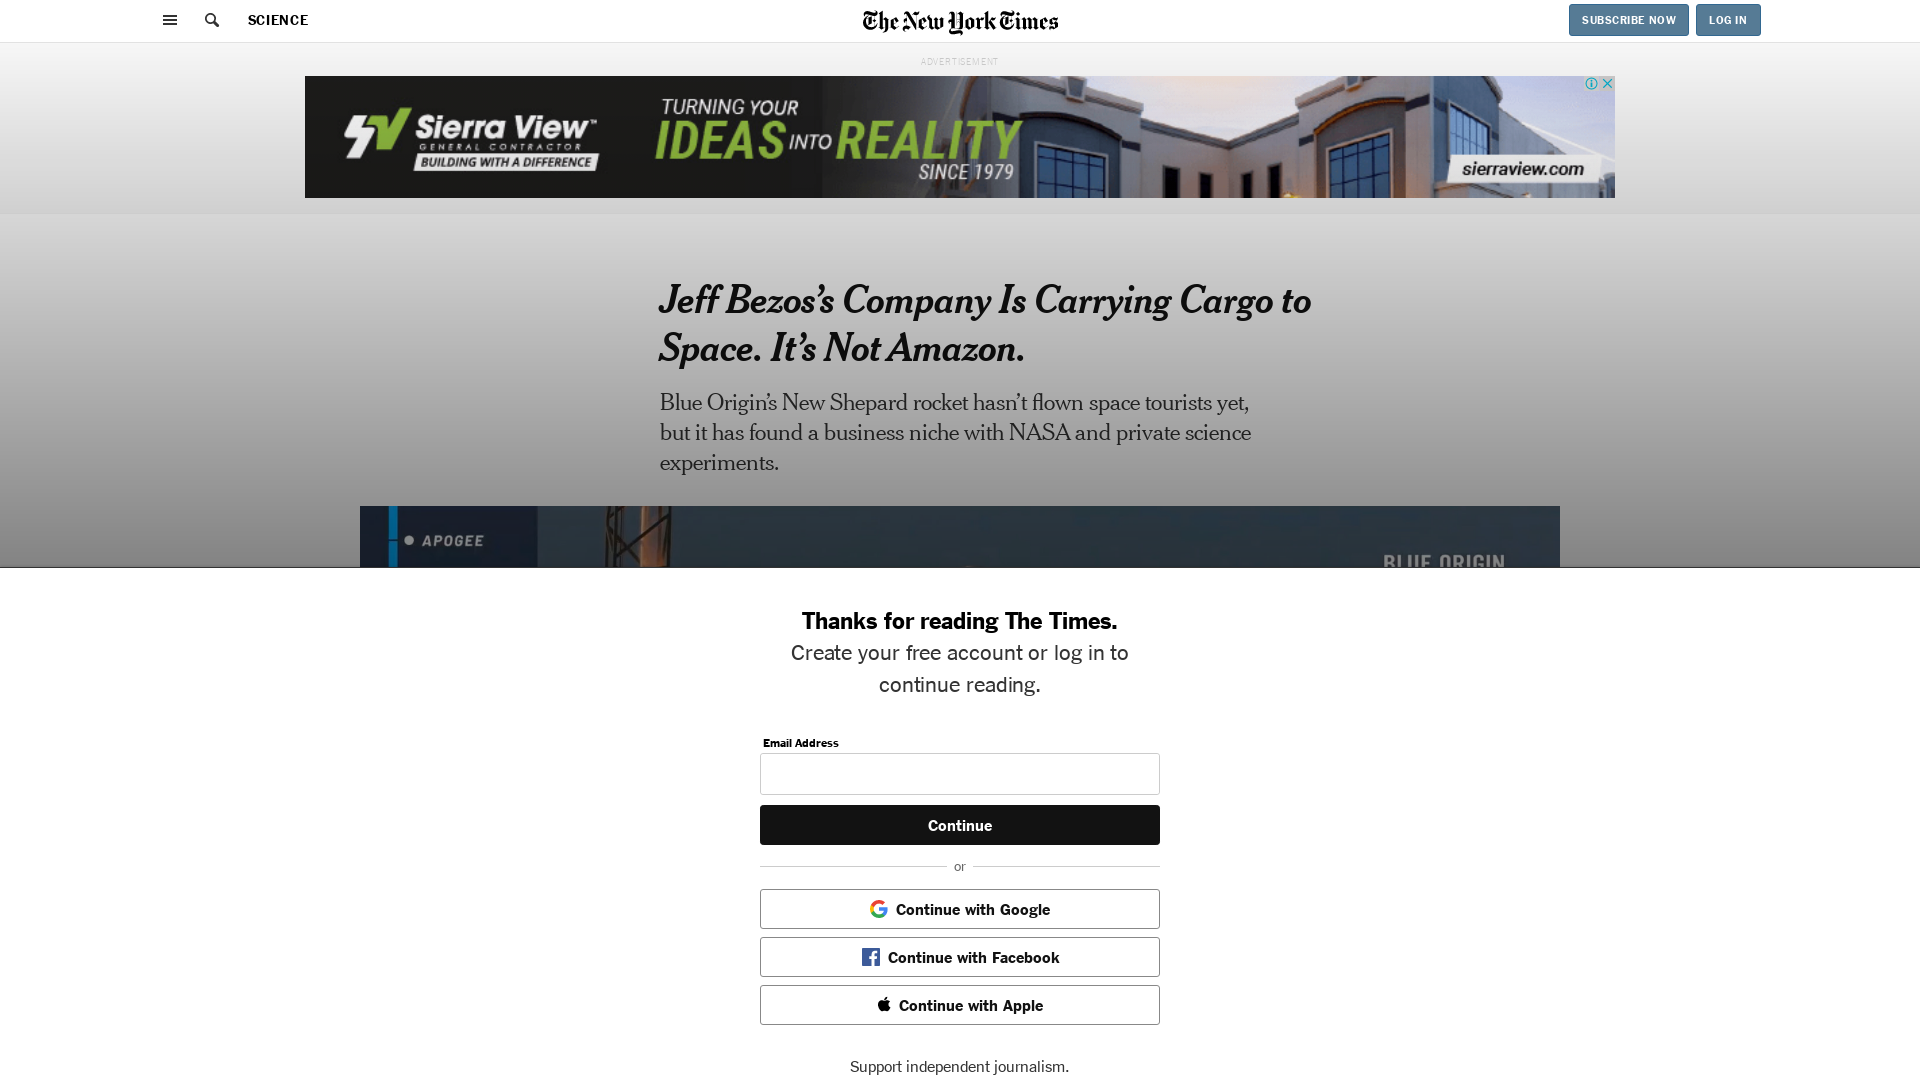 SCIENCE
The New York Times
SUBSCRIBE NOW
LOG IN
ADVERTISEMENT
Sierra View™
GENERAL CONTRACTOR
BUILDING WITH A DIFFERENCE
TURNING YOUR
IDEAS INTO REALITY
SINCE 1979
sierraview.com
Jeff Bezos’s Company Is Carrying Cargo to
Space. It’s Not Amazon.
Blue Origin’s New Shepard rocket hasn’t flown space tourists yet,
but it has found a business niche with NASA and private science
experiments.
APOGEE
BLUE ORIGIN
Thanks for reading The Times.
Create your free account or log in to
continue reading.
Email Address
Continue
or
Continue with Google
Continue with Facebook
Continue with Apple
Support independent journalism.